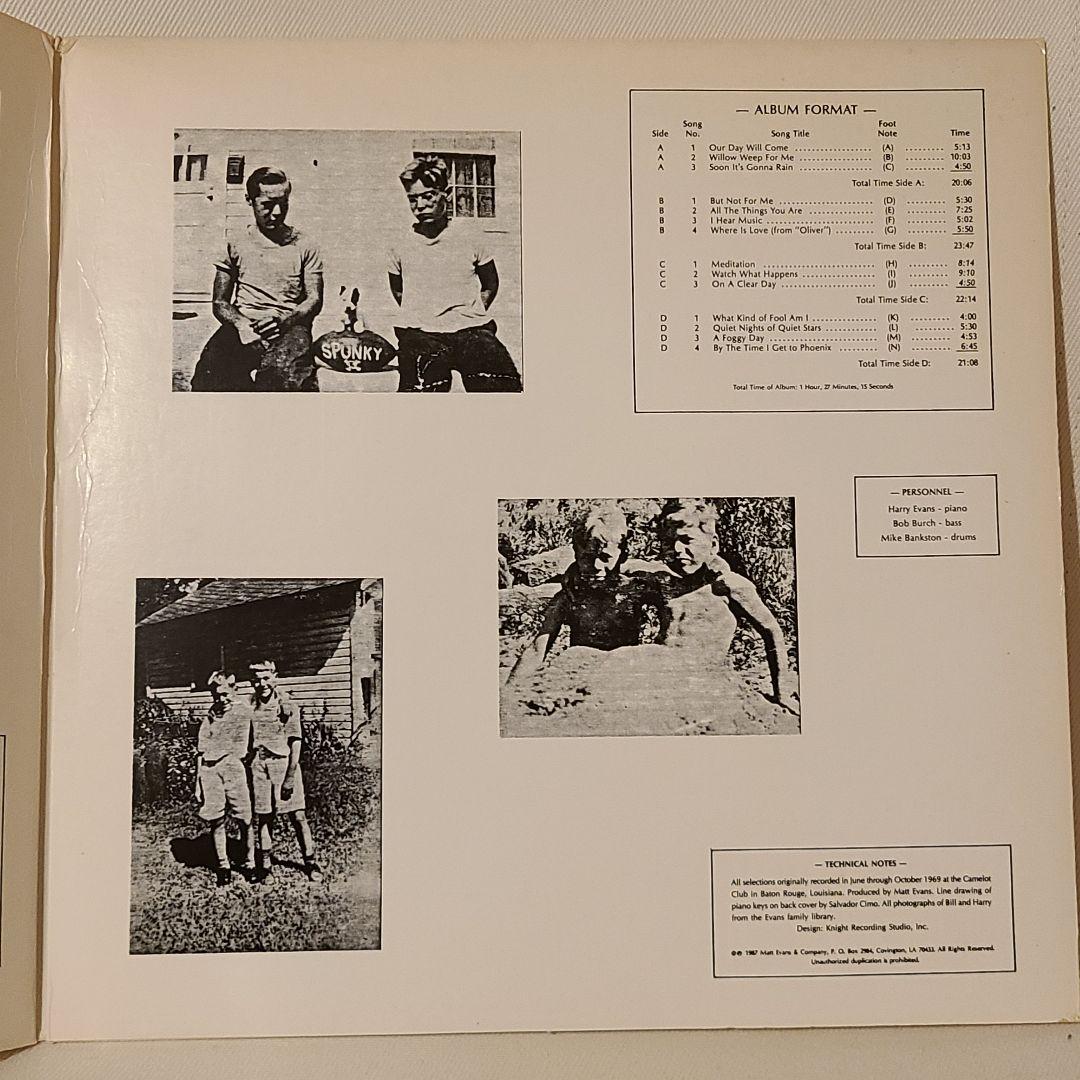 — ALBUM FORMAT —
Side Song No. Song Title Foot Note Time
A 1 Our Day Will Come .................... (A) .......... 5:13
A 2 Willow Weep For Me .................. (B) .......... 10:03
A 3 Soon It's Gonna Rain .................. (C) .......... 4:50
Total Time Side A: 20:06
B 1 But Not For Me ........................ (D) .......... 5:30
B 2 All The Things You Are ................ (E) .......... 7:25
B 3 I Hear Music ........................... (F) .......... 5:02
B 4 Where Is Love (from "Oliver") .......... (G) .......... 5:50
Total Time Side B: 23:47
C 1 Meditation ............................ (H) .......... 8:14
C 2 Watch What Happens .................. (I) .......... 9:10
C 3 On A Clear Day ........................ (J) .......... 4:50
Total Time Side C: 22:14
D 1 What Kind of Fool Am I ................ (K) .......... 4:00
D 2 Quiet Nights of Quiet Stars ............. (L) .......... 5:30
D 3 A Foggy Day ........................... (M) .......... 4:53
D 4 By The Time I Get to Phoenix .......... (N) .......... 6:45
Total Time Side D: 21:08
Total Time of Album: 1 Hour, 27 Minutes, 15 Seconds
SPUNKY
— PERSONNEL —
Harry Evans - piano
Bob Burch - bass
Mike Bankston - drums
— TECHNICAL NOTES —
All selections originally recorded in June through October 1969 at the Camelot
Club in Baton Rouge, Louisiana. Produced by Matt Evans. Line drawing of
piano keys on back cover by Salvador Cimo. All photographs of Bill and Harry
from the Evans family library.
Design: Knight Recording Studio, Inc.
©℗ 1987 Matt Evans & Company, P. O. Box 2984, Covington, LA 70433. All Rights Reserved.
Unauthorized duplication is prohibited.